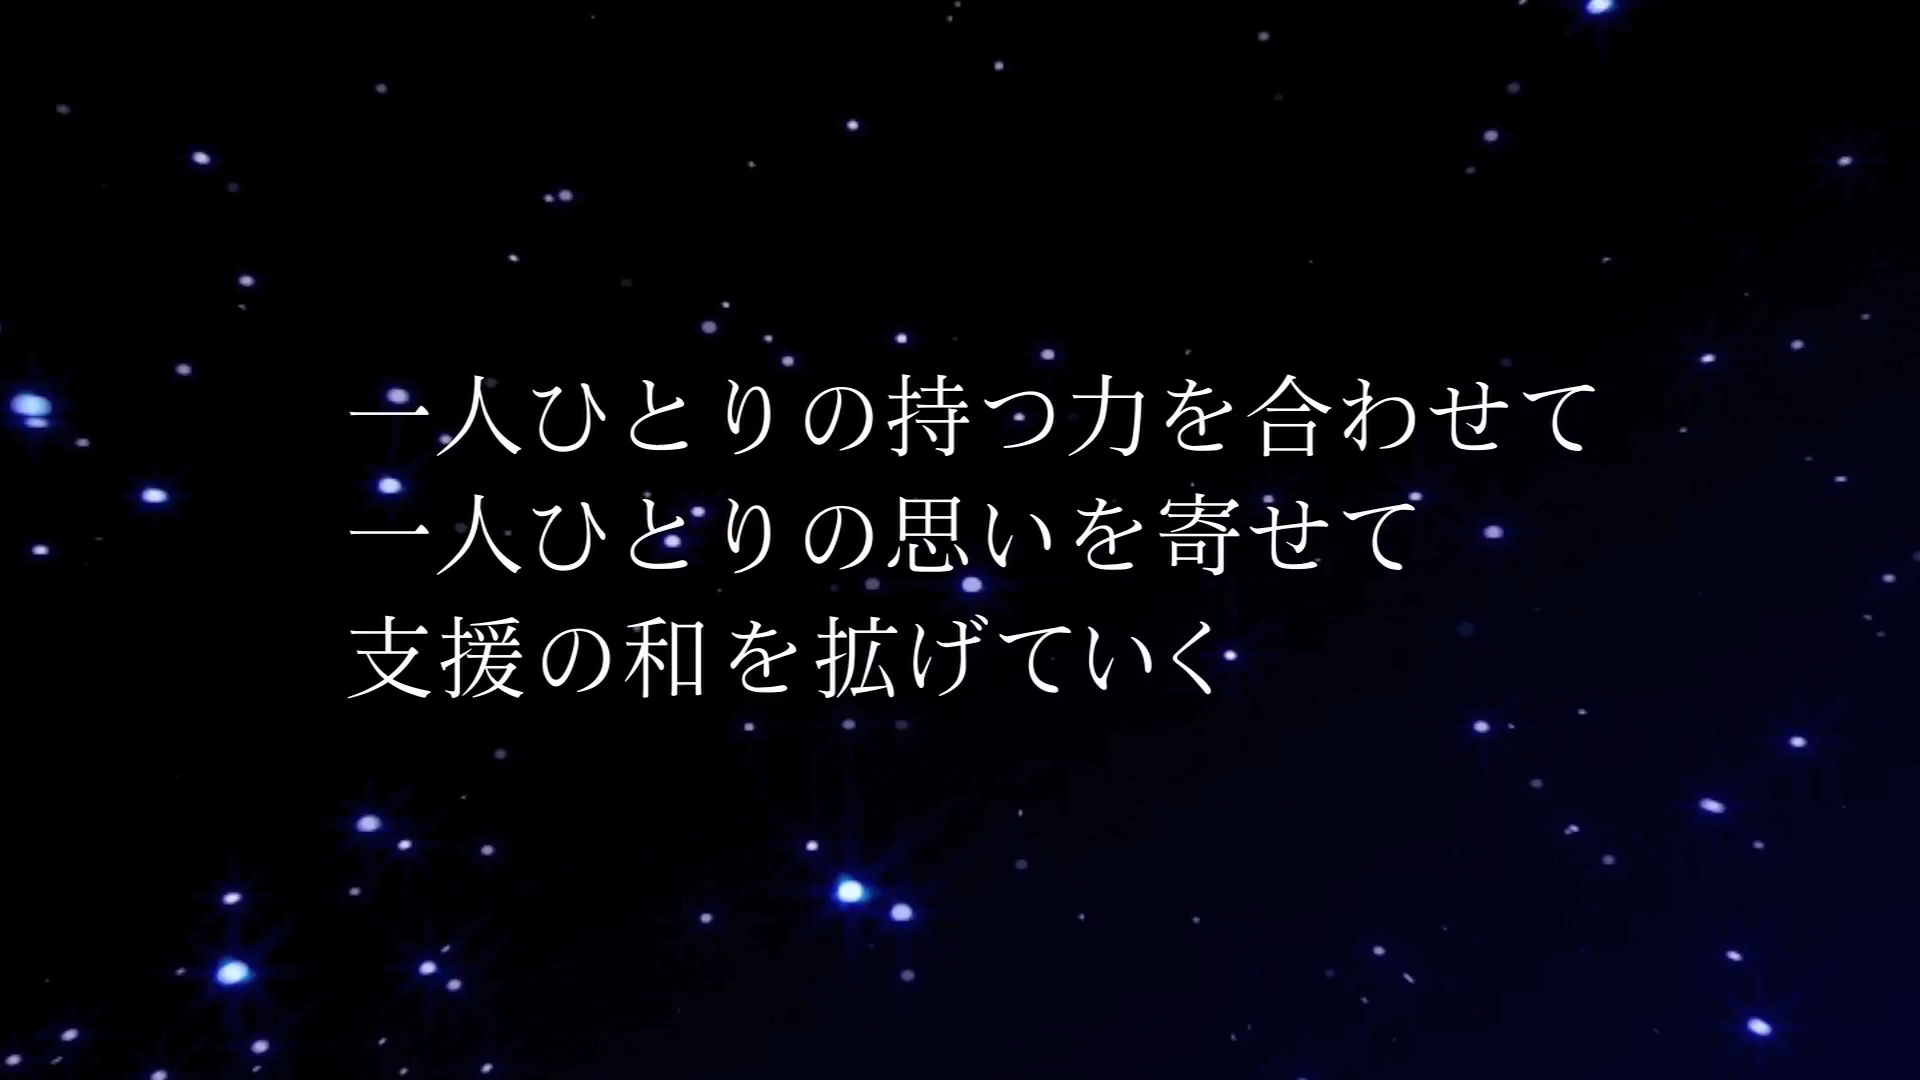 一人ひとりの持つ力を合わせて
一人ひとりの思いを寄せて
支援の和を拡げていく